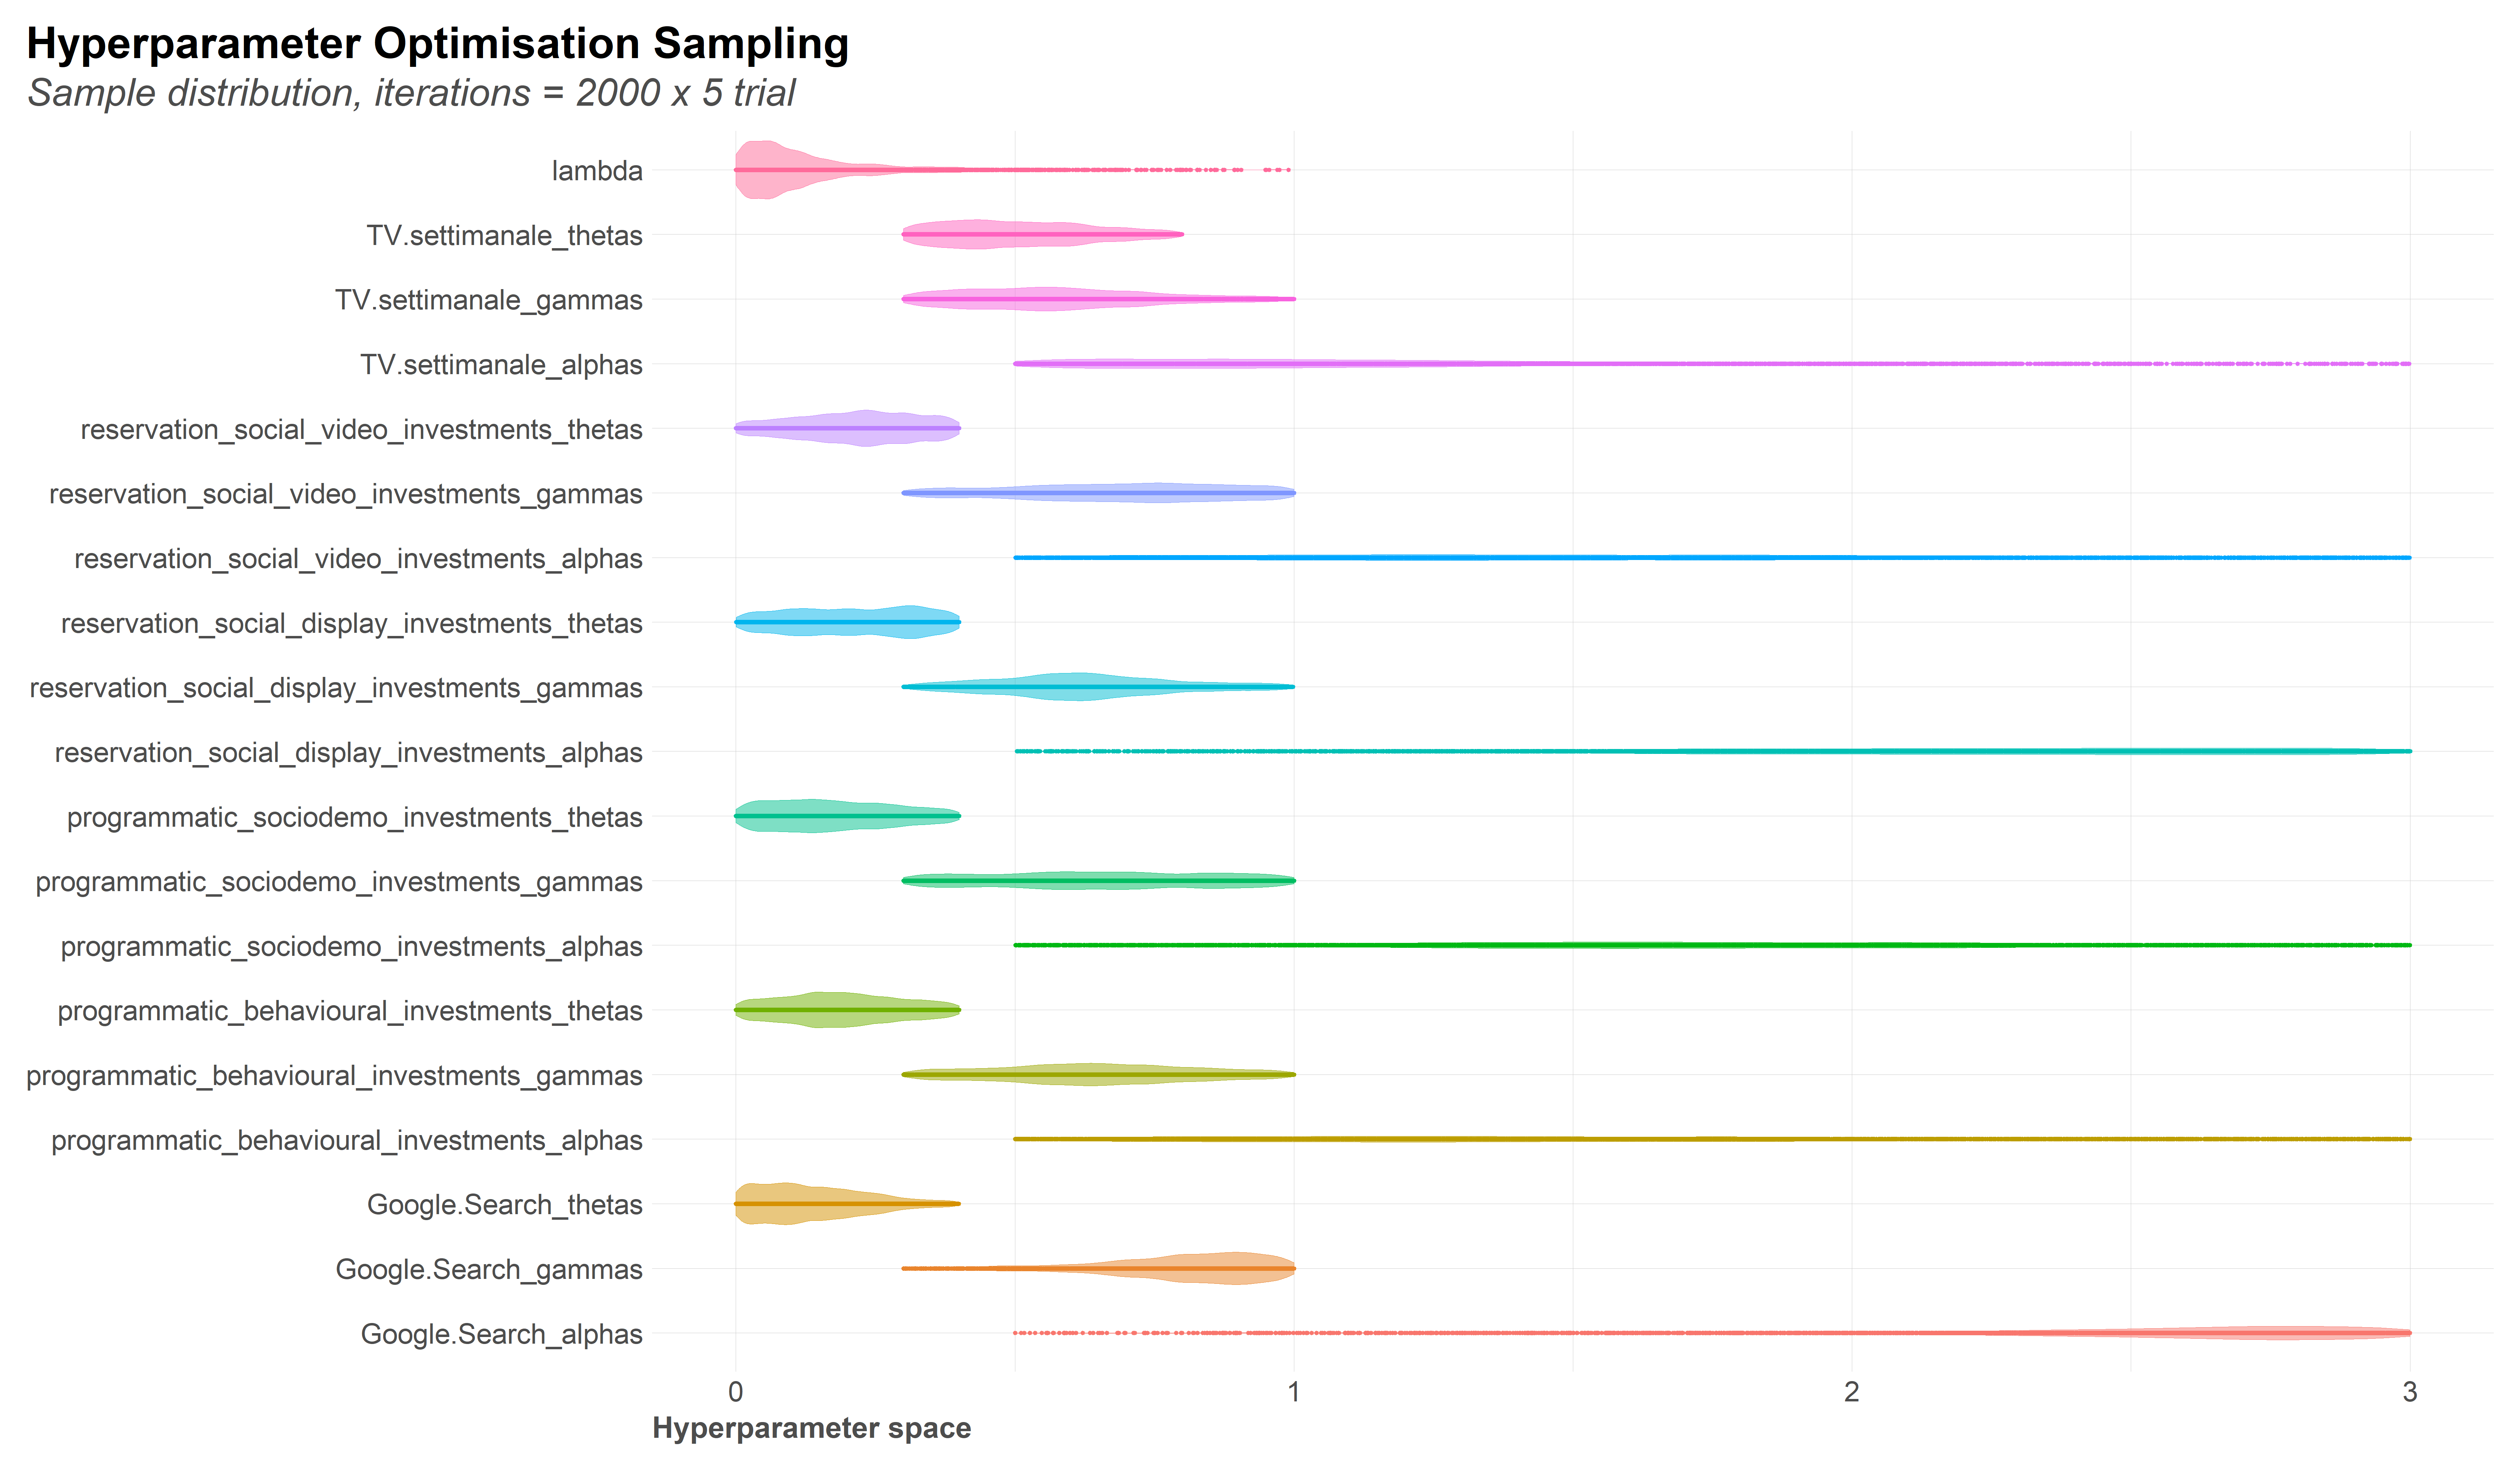 Hyperparameter Optimisation Sampling
Sample distribution, iterations = 2000 x 5 trial
lambda
TV.settimanale_thetas
TV.settimanale_gammas
TV.settimanale_alphas
reservation_social_video_investments_thetas
reservation_social_video_investments_gammas
reservation_social_video_investments_alphas
reservation_social_display_investments_thetas
reservation_social_display_investments_gammas
reservation_social_display_investments_alphas
programmatic_sociodemo_investments_thetas
programmatic_sociodemo_investments_gammas
programmatic_sociodemo_investments_alphas
programmatic_behavioural_investments_thetas
programmatic_behavioural_investments_gammas
programmatic_behavioural_investments_alphas
Google.Search_thetas
Google.Search_gammas
Google.Search_alphas
0 1 2 3
Hyperparameter space